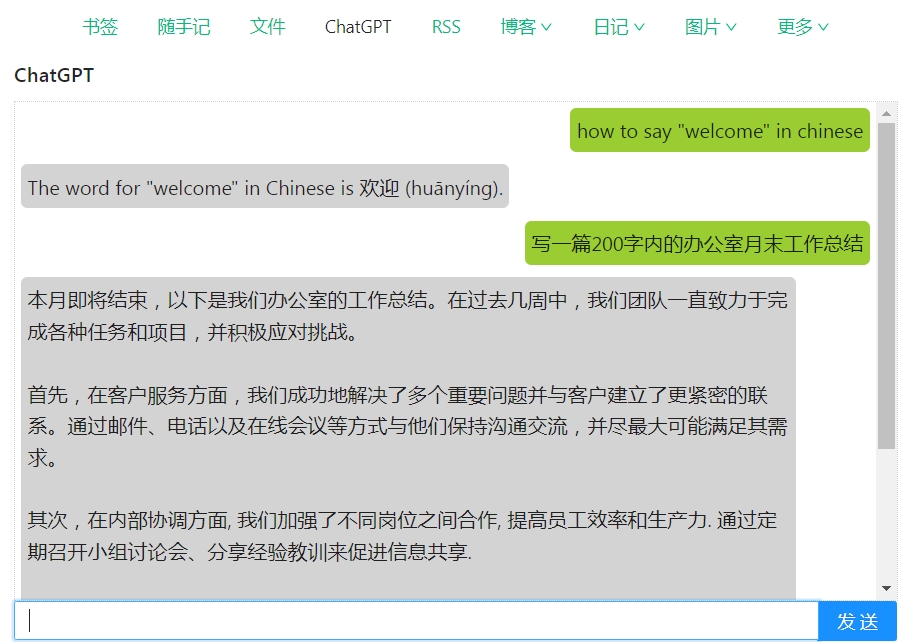 书签 随手记 文件 ChatGPT RSS 博客 日记 图片 更多
ChatGPT
how to say "welcome" in chinese
The word for "welcome" in Chinese is 欢迎 (huānyíng).
写一篇200字内的办公室月末工作总结
本月即将结束，以下是我们办公室的工作总结。在过去几周中，我们团队一直致力于完
成各种任务和项目，并积极应对挑战。
首先，在客户服务方面，我们成功地解决了多个重要问题并与客户建立了更紧密的联
系。通过邮件、电话以及在线会议等方式与他们保持沟通交流，并尽最大可能满足其需
求。
其次，在内部协调方面, 我们加强了不同岗位之间合作, 提高员工效率和生产力. 通过定
期召开小组讨论会、分享经验教训来促进信息共享.
发送